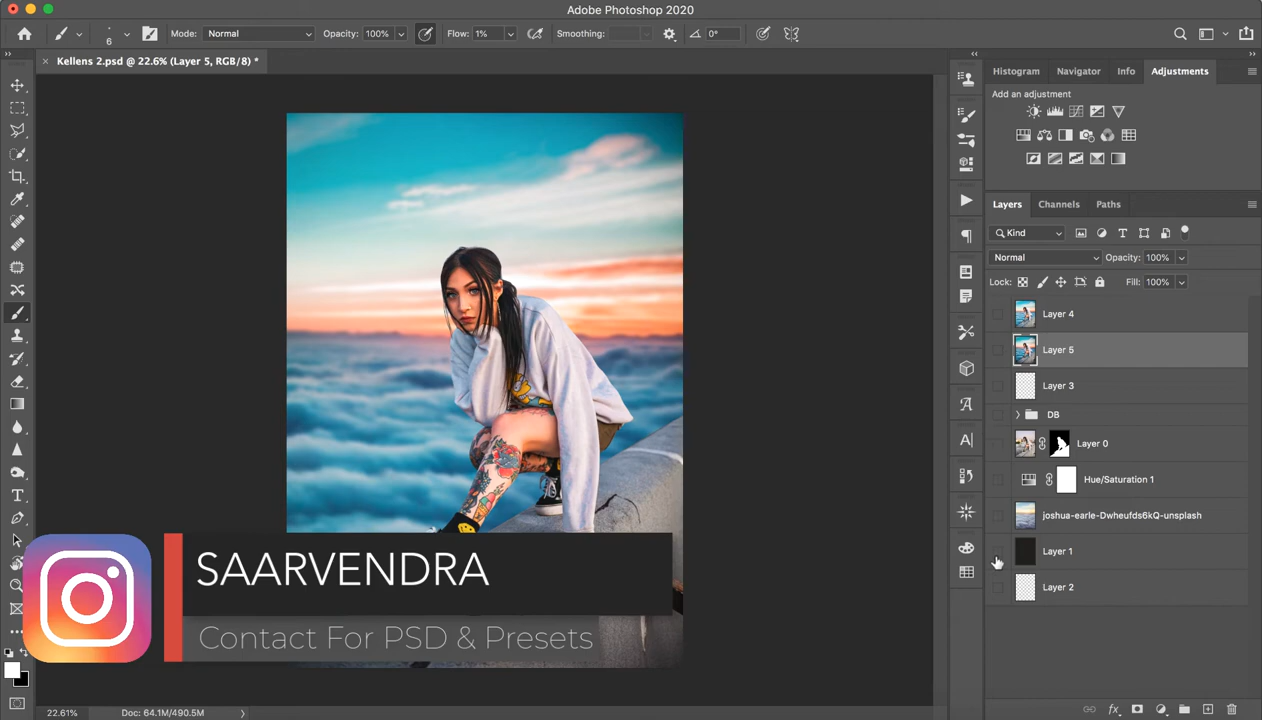 Adobe Photoshop 2020
6
Mode: Normal Opacity: 100% Flow: 1% Smoothing: 0°
Kellens 2.psd @ 22.6% (Layer 5, RGB/8) *
Histogram Navigator Info Adjustments
Add an adjustment
Layers Channels Paths
Kind
Normal Opacity: 100%
Lock: Fill: 100%
Layer 4
Layer 5
Layer 3
DB
Layer 0
Hue/Saturation 1
joshua-earle-Dwheufds6kQ-unsplash
Layer 1
Layer 2
SAARVENDRA
Contact For PSD & Presets
22.61% Doc: 64.1M/490.5M